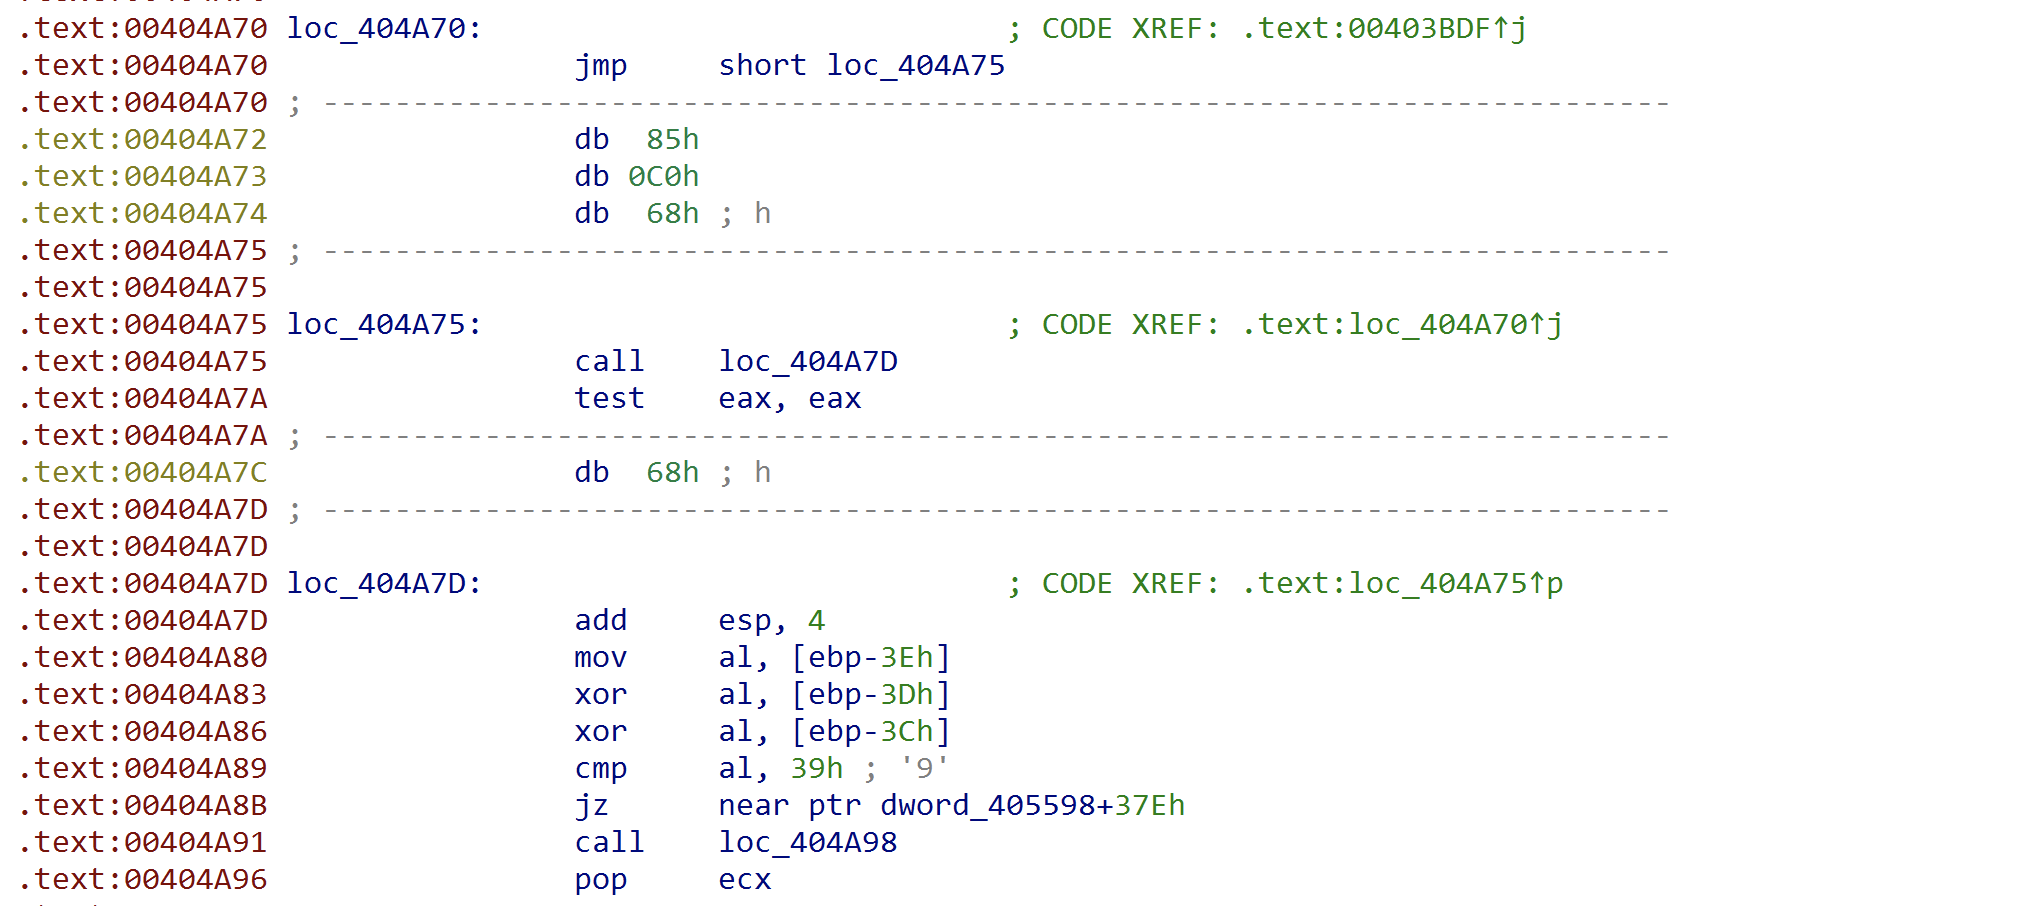 .text:00404A70 loc_404A70:                             ; CODE XREF: .text:00403BDF↑j
.text:00404A70                 jmp     short loc_404A75
.text:00404A70 ; ---------------------------------------------------------------------------
.text:00404A72                 db  85h
.text:00404A73                 db 0C0h
.text:00404A74                 db  68h ; h
.text:00404A75 ; ---------------------------------------------------------------------------
.text:00404A75
.text:00404A75 loc_404A75:                             ; CODE XREF: .text:loc_404A70↑j
.text:00404A75                 call    loc_404A7D
.text:00404A7A                 test    eax, eax
.text:00404A7A ; ---------------------------------------------------------------------------
.text:00404A7C                 db  68h ; h
.text:00404A7D ; ---------------------------------------------------------------------------
.text:00404A7D
.text:00404A7D loc_404A7D:                             ; CODE XREF: .text:loc_404A75↑p
.text:00404A7D                 add     esp, 4
.text:00404A80                 mov     al, [ebp-3Eh]
.text:00404A83                 xor     al, [ebp-3Dh]
.text:00404A86                 xor     al, [ebp-3Ch]
.text:00404A89                 cmp     al, 39h ; '9'
.text:00404A8B                 jz      near ptr dword_405598+37Eh
.text:00404A91                 call    loc_404A98
.text:00404A96                 pop     ecx